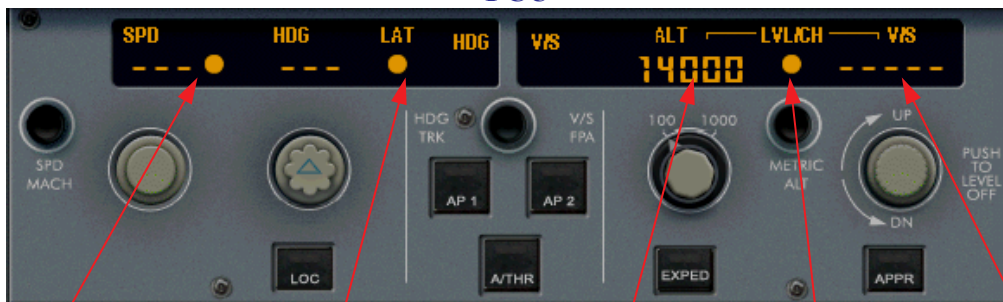 SPD HDG LAT HDG V/S ALT LVL/CH V/S
--- --- 14000 -----
HDG V/S 100 1000 UP
TRK FPA
SPD
MACH
METRIC
ALT
PUSH
TO
LEVEL
OFF
AP 1 AP 2
DN
LOC A/THR EXPED APPR